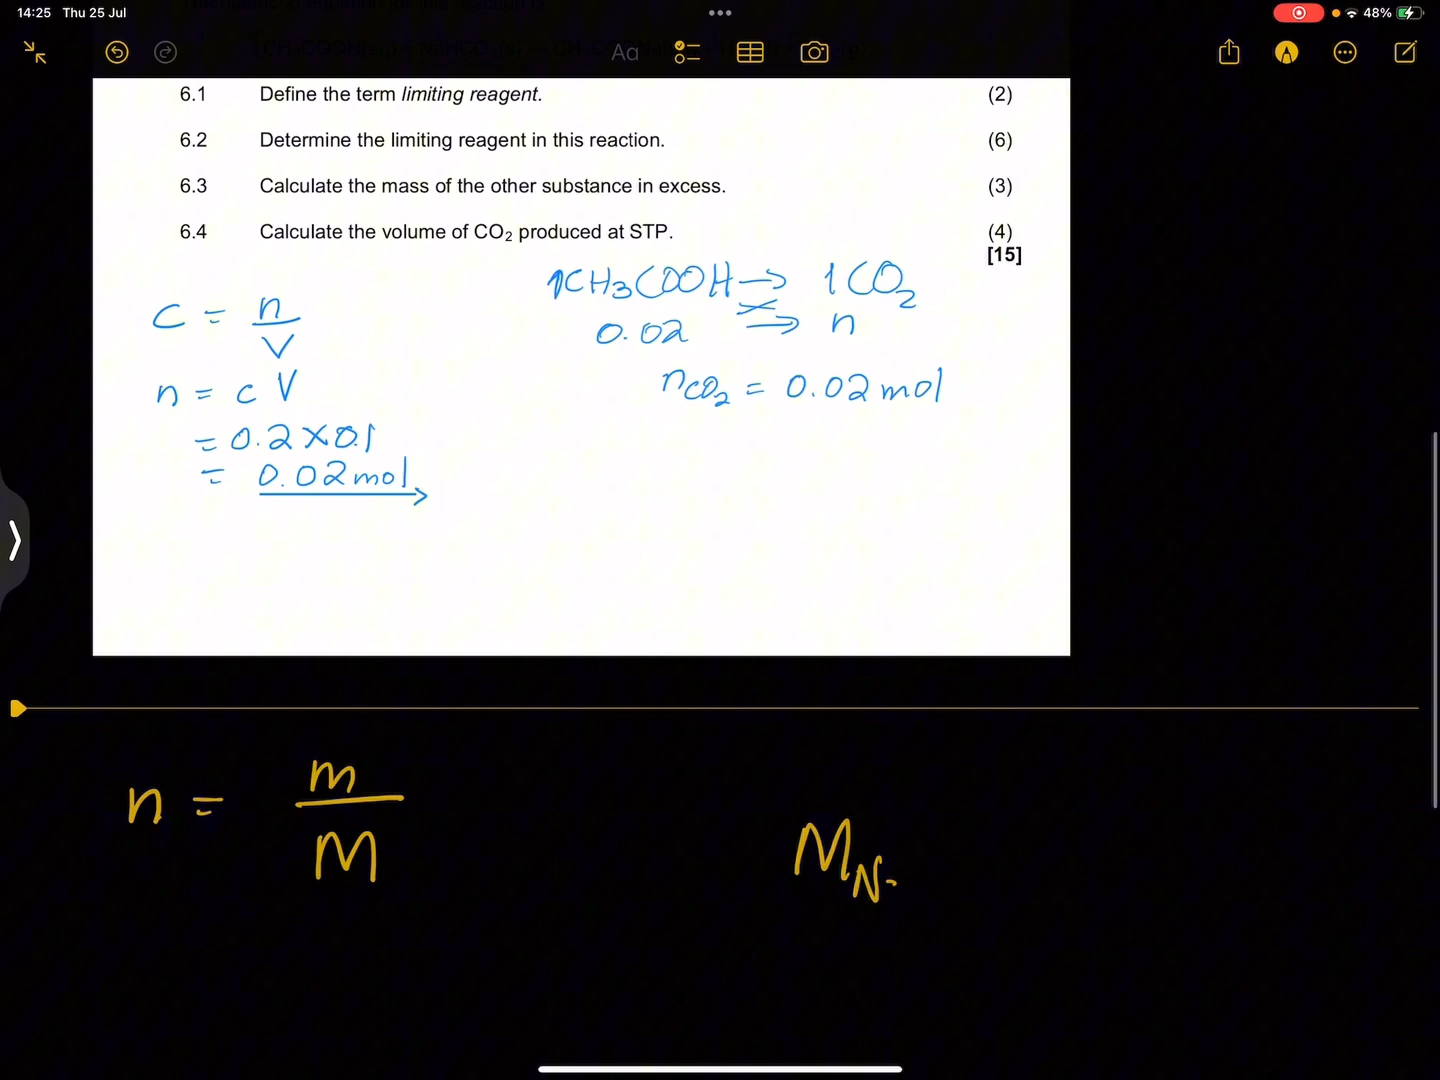 14:25 Thu 25 Jul
48%
Aa
6.1 Define the term limiting reagent. (2)
6.2 Determine the limiting reagent in this reaction. (6)
6.3 Calculate the mass of the other substance in excess. (3)
6.4 Calculate the volume of CO₂ produced at STP. (4)
[15]
1CH₃COOH → 1CO₂
0.02 → n
nCO₂ = 0.02 mol
c = n/V
n = c V
= 0.2 × 0.1
= 0.02 mol
n = m/M
M N